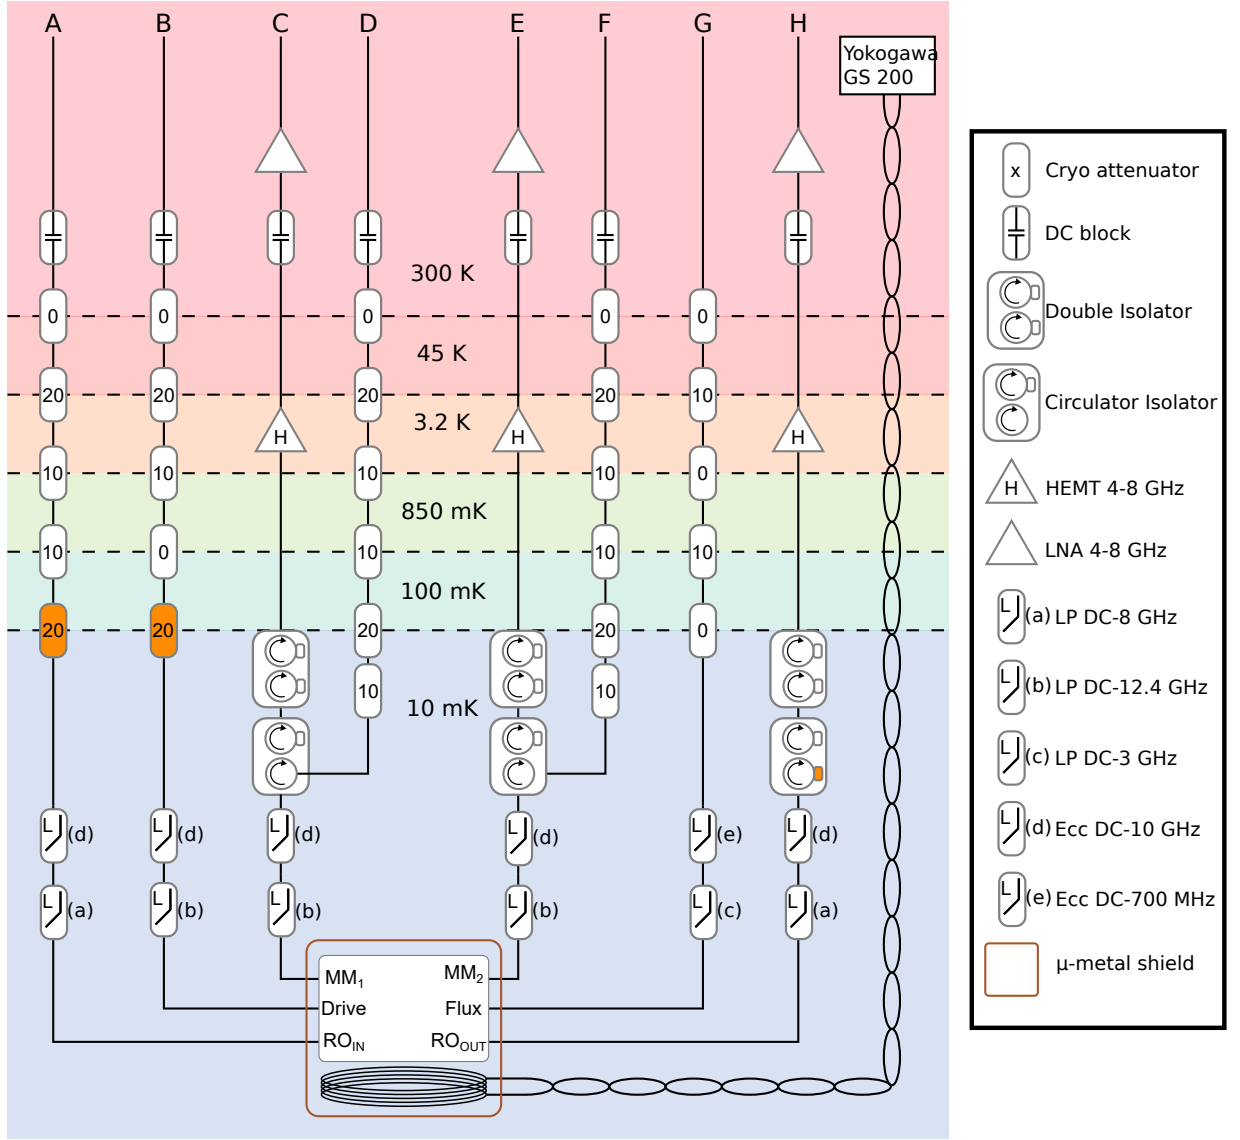 A B C D E F G H
Yokogawa
GS 200
300 K
0 0 0 0 0
45 K
20 20 20 20 10
3.2 K
H H H
10 10 10 10 0
850 mK
10 0 10 10 10
100 mK
20 20 20 20 0
10 10
10 mK
L (d) L (d) L (d) L (d) L (e) L (d)
L (a) L (b) L (b) L (b) L (c) L (a)
MM1 MM2
Drive Flux
ROIN ROOUT
x Cryo attenuator
DC block
Double Isolator
Circulator Isolator
H HEMT 4-8 GHz
LNA 4-8 GHz
L (a) LP DC-8 GHz
L (b) LP DC-12.4 GHz
L (c) LP DC-3 GHz
L (d) Ecc DC-10 GHz
L (e) Ecc DC-700 MHz
μ-metal shield